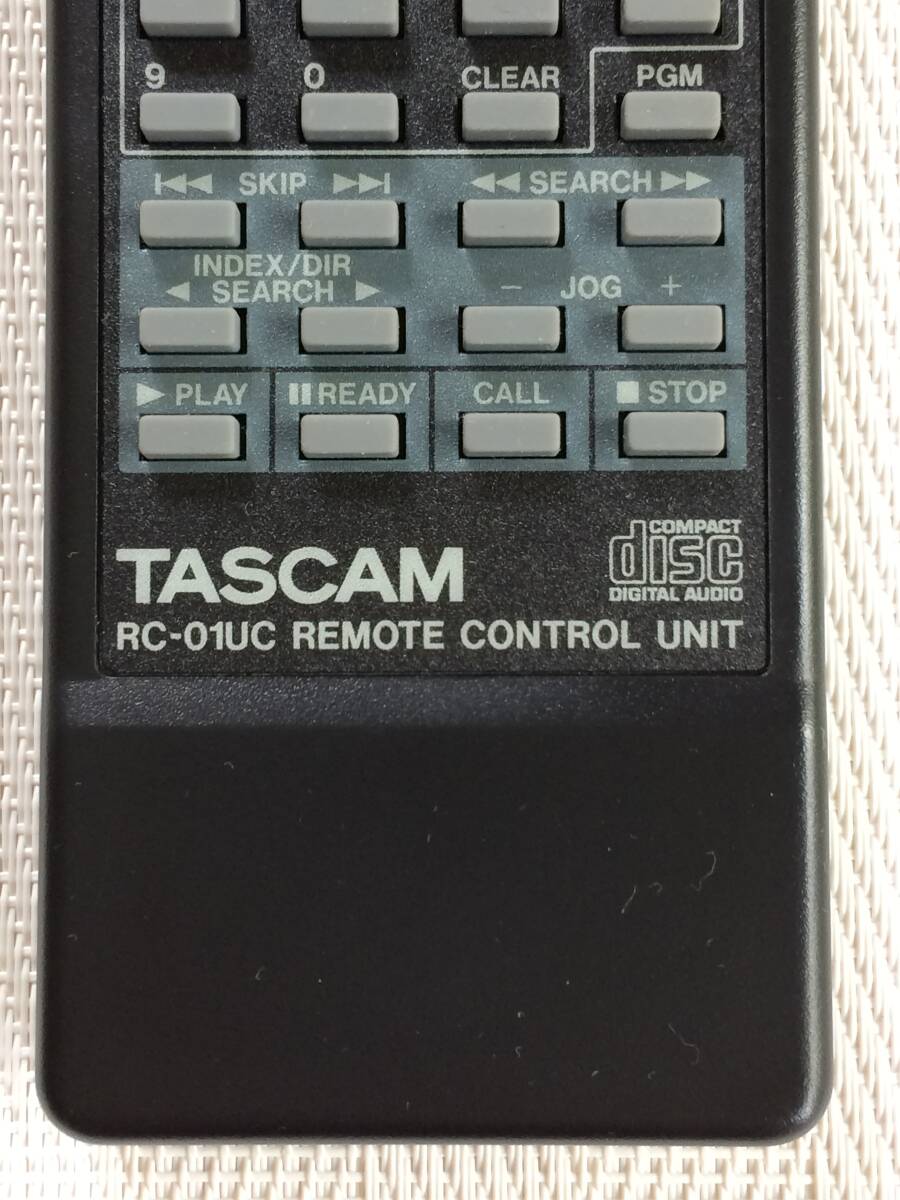 9 0 CLEAR PGM
SKIP SEARCH
INDEX/DIR
SEARCH - JOG +
PLAY READY CALL STOP
TASCAM COMPACT disc DIGITAL AUDIO
RC-01UC REMOTE CONTROL UNIT